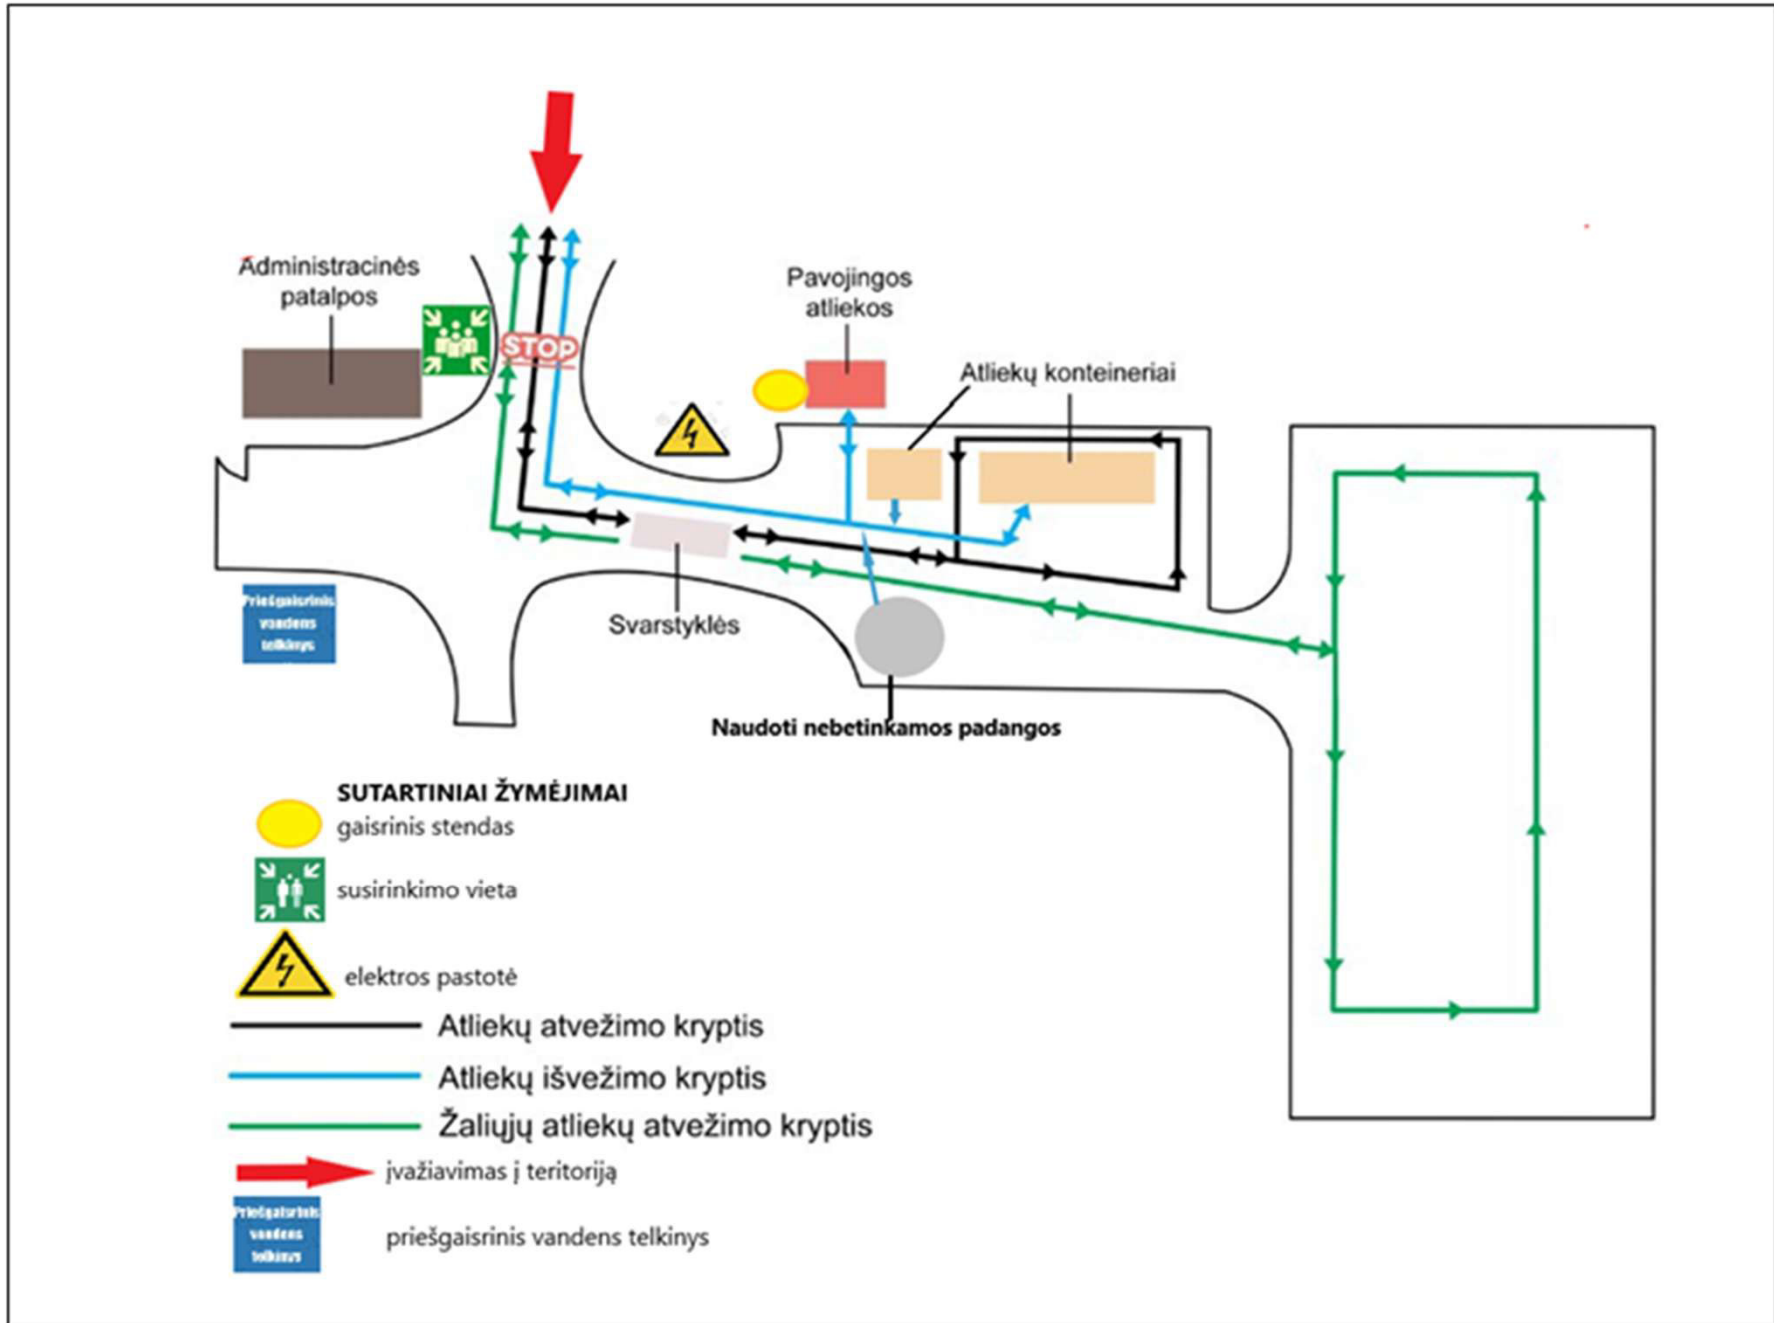 Administracinės
patalpos
STOP
Pavojingos
atliekos
Atliekų konteineriai
Priešgaisrinis
vandens
telkinys
Svarstyklės
Naudoti nebetinkamos padangos
SUTARTINIAI ŽYMĖJIMAI
gaisrinis stendas
susirinkimo vieta
elektros pastotė
Atliekų atvežimo kryptis
Atliekų išvežimo kryptis
Žaliųjų atliekų atvežimo kryptis
įvažiavimas į teritoriją
Priešgaisrinis
vandens
telkinys
priešgaisrinis vandens telkinys